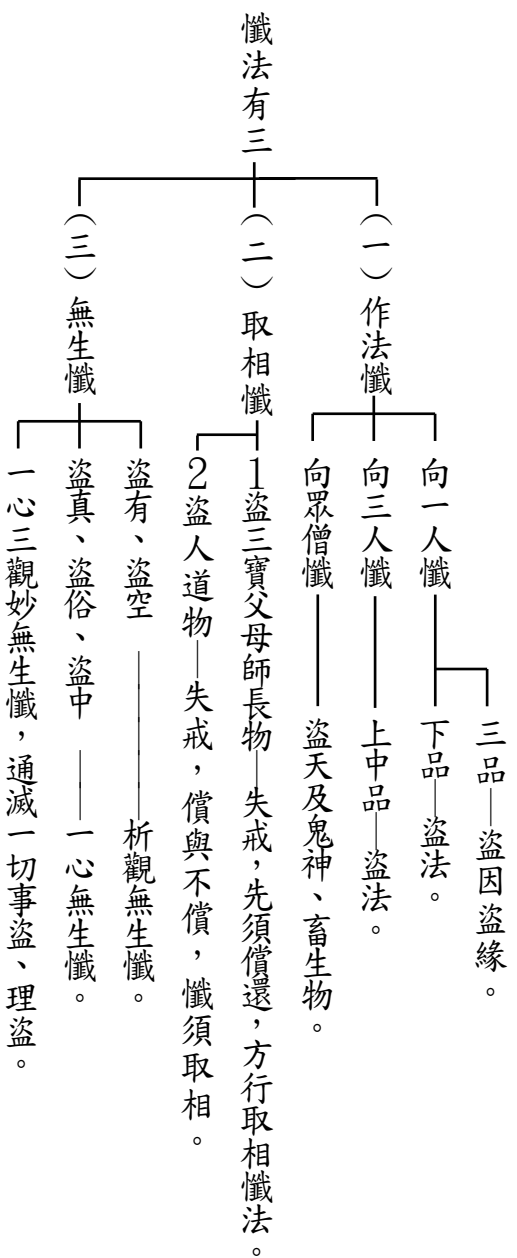 懺法有三
（一）作法懺
向一人懺
三品—盜因盜緣。
下品—盜法。
向三人懺
上中品—盜法。
向眾僧懺
盜天及鬼神、畜生物。
（二）取相懺
1盜三寶父母師長物—失戒，先須償還，方行取相懺法。
2盜人道物—失戒，償與不償，懺須取相。
（三）無生懺
盜有、盜空 ————析觀無生懺。
盜真、盜俗、盜中 ——一心無生懺。
一心三觀妙無生懺，通滅一切事盜、理盜。